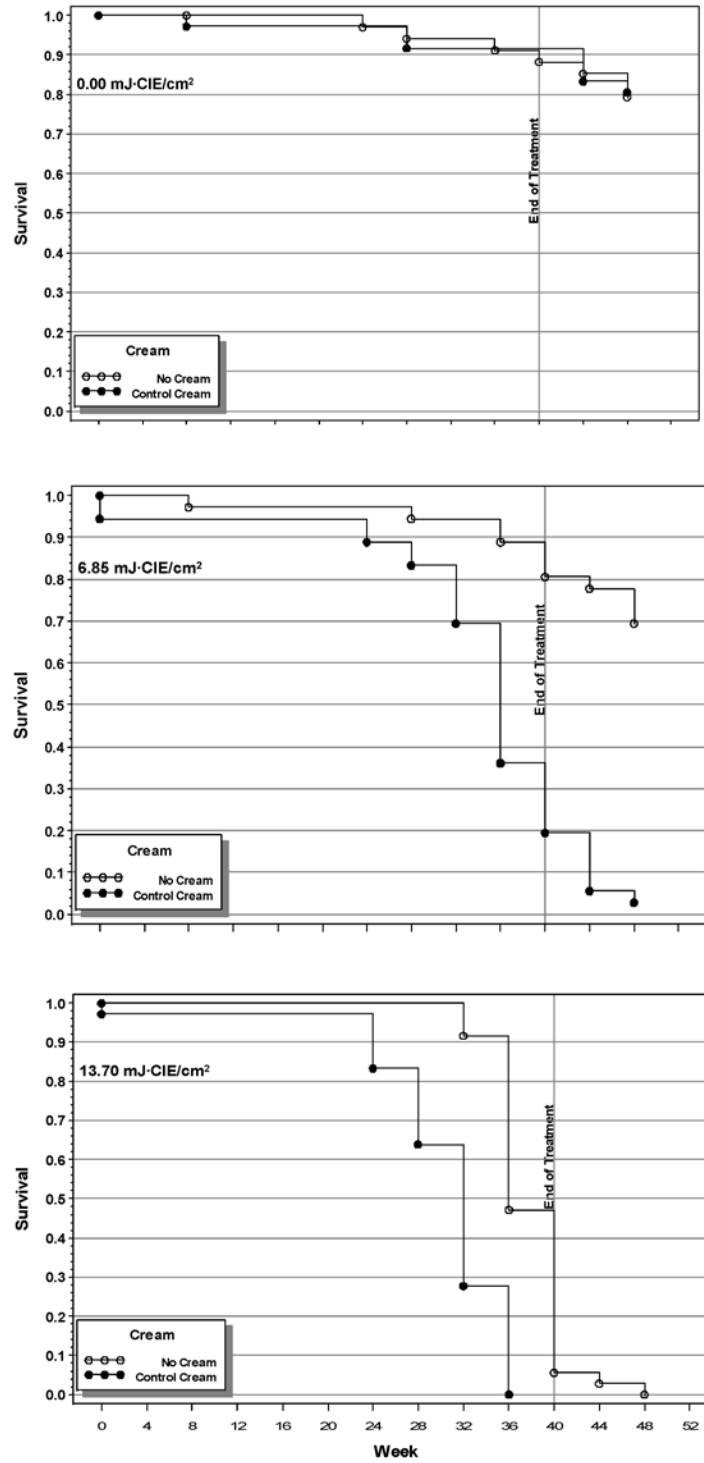 1.0
0.9
0.00 mJ·CIE/cm²
0.8
0.7
0.6
0.5
0.4
0.3
0.2
0.1
0.0
Survival
End of Treatment
Cream
No Cream
Control Cream
1.0
0.9
6.85 mJ·CIE/cm²
0.8
0.7
0.6
0.5
0.4
0.3
0.2
0.1
0.0
Survival
End of Treatment
Cream
No Cream
Control Cream
1.0
0.9
13.70 mJ·CIE/cm²
0.8
0.7
0.6
0.5
0.4
0.3
0.2
0.1
0.0
Survival
End of Treatment
Cream
No Cream
Control Cream
0 4 8 12 16 20 24 28 32 36 40 44 48 52
Week